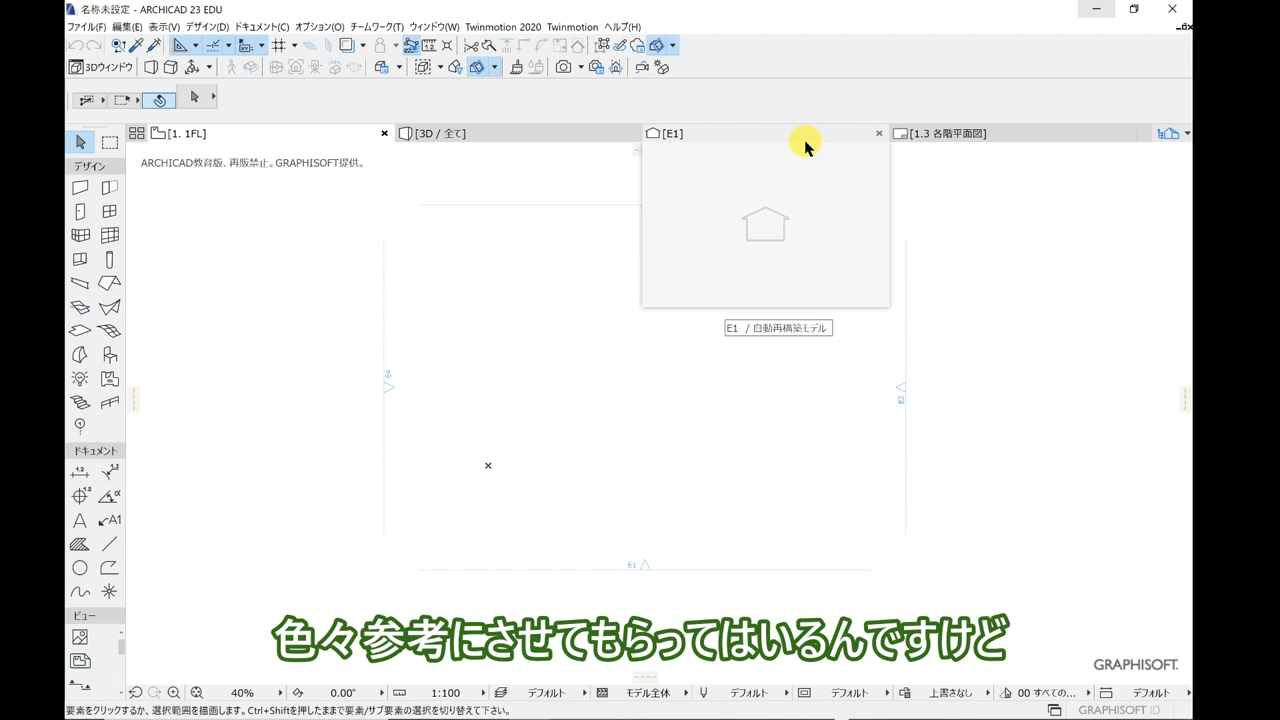 名称未設定 - ARCHICAD 23 EDU
ファイル(F) 編集(E) 表示(V) デザイン(D) ドキュメント(C) オプション(O) チームワーク(T) ウィンドウ(W) Twinmotion 2020 Twinmotion ヘルプ(H)
3Dウィンドウ
[1. 1FL]
[3D / 全て]
[E1]
[1.3 各階平面図]
デザイン
ARCHICAD教育版、再販禁止。GRAPHISOFT提供。
E1 / 自動再構築モデル
E4
E2
E1
ドキュメント
1.2
1.2
A1
ビュー
色々参考にさせてもらってはいるんですけど
GRAPHISOFT.
40% 0.00° 1:100 デフォルト モデル全体 デフォルト デフォルト 上書きなし 00 すべての... デフォルト
要素をクリックするか、選択範囲を描画します。Ctrl+Shiftを押したままで要素/サブ要素の選択を切り替えて下さい。
GRAPHISOFT ID